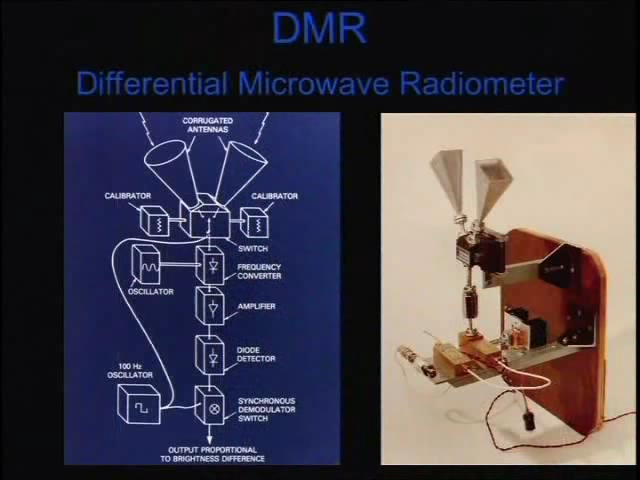 DMR
Differential Microwave Radiometer
CORRUGATED
ANTENNAS
CALIBRATOR
CALIBRATOR
SWITCH
OSCILLATOR
FREQUENCY
CONVERTER
AMPLIFIER
DIODE
DETECTOR
100 Hz
OSCILLATOR
SYNCHRONOUS
DEMODULATOR
SWITCH
OUTPUT PROPORTIONAL
TO BRIGHTNESS DIFFERENCE